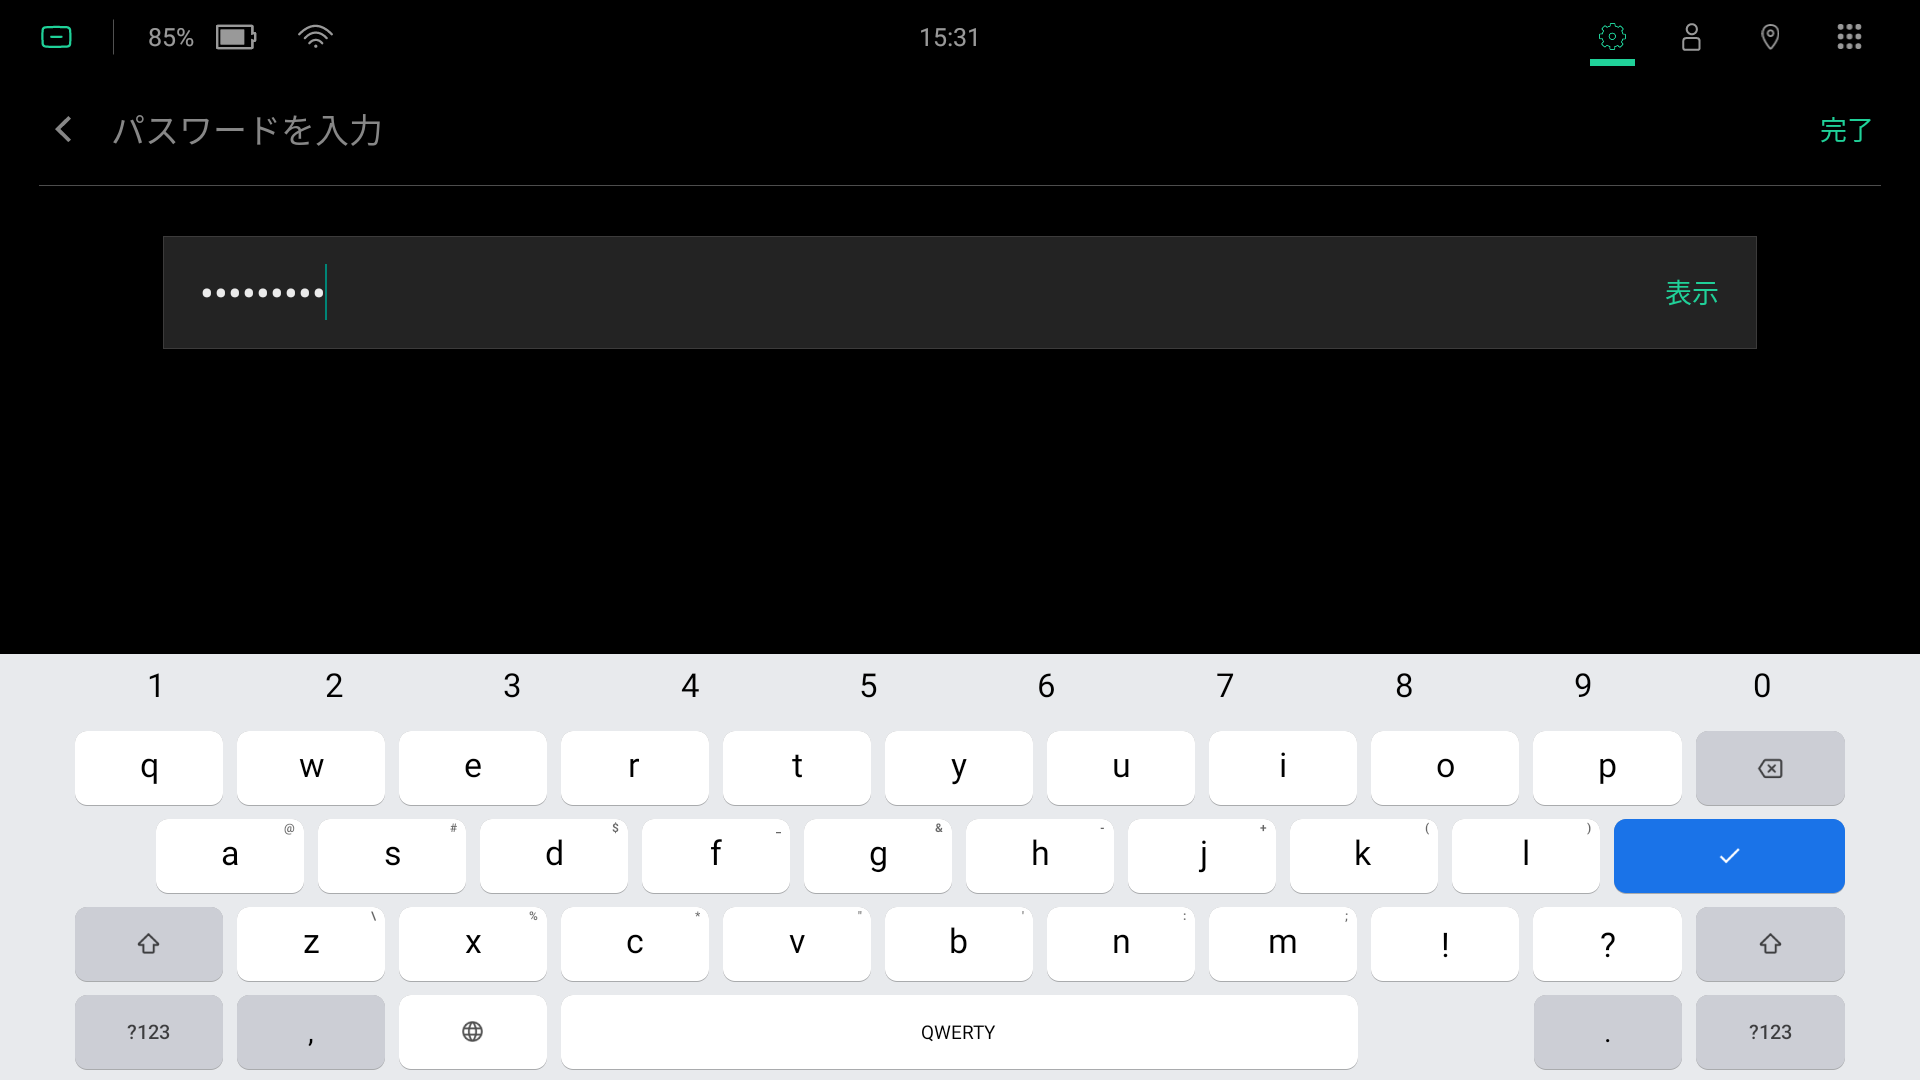 85%
15:31
パスワードを入力
完了
•••••••••
表示
1 2 3 4 5 6 7 8 9 0
q w e r t y u i o p
a @ s # d $ f _ g & h - j + k ( l )
z \ x % c * v " b ' n : m ; ! ?
?123 , QWERTY . ?123